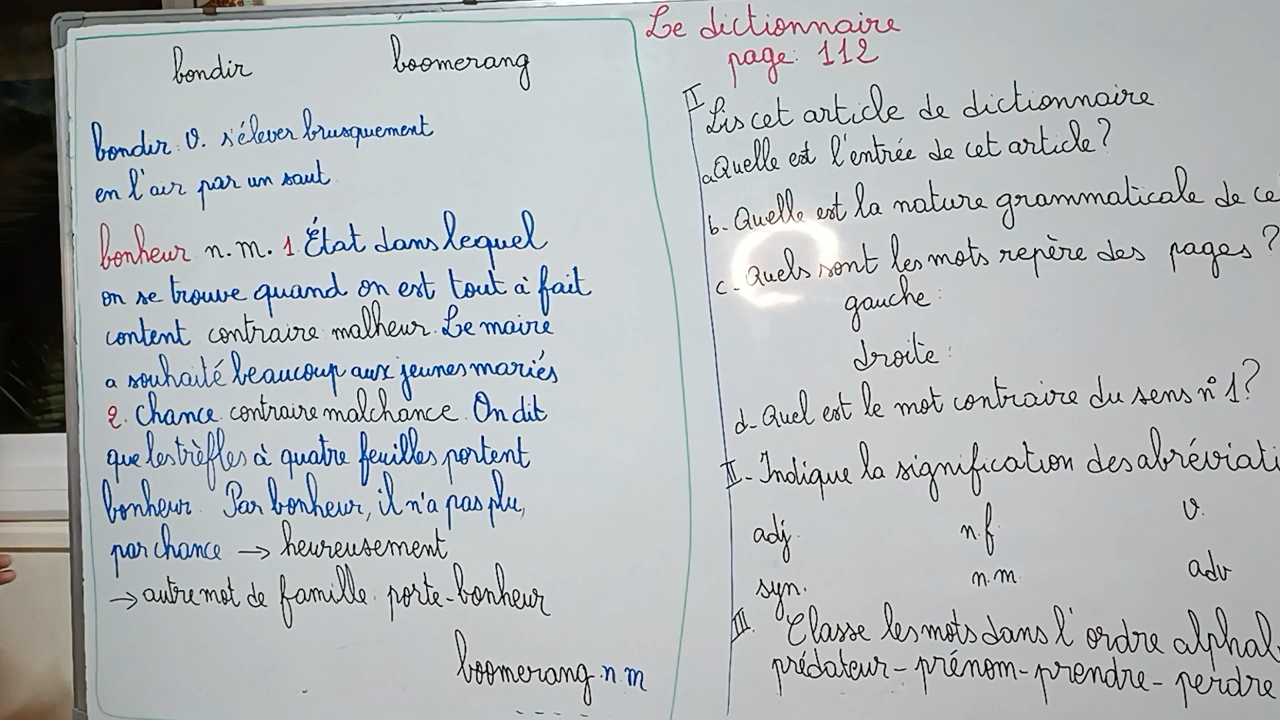 bondir boomerang
bondir : v. s'élever brusquement
en l'air par un saut
bonheur n.m. 1. État dans lequel
on se trouve quand on est tout à fait
content contraire malheur. Le maire
a souhaité beaucoup aux jeunes mariés
2. Chance contraire malchance. On dit
que les trèfles à quatre feuilles portent
bonheur. Par bonheur, il n'a pas plu,
par chance → heureusement
→ autre mot de famille : porte-bonheur
boomerang n.m
- - - -
Le dictionnaire
page : 112
I Lis cet article de dictionnaire
a. Quelle est l'entrée de cet article ?
b. Quelle est la nature grammaticale de ce
c. Quels sont les mots repère des pages ?
gauche :
droite :
d. Quel est le mot contraire du sens n° 1 ?
II - Indique la signification des abréviati
adj. n.f. v.
syn. n.m. adv
III. Classe les mots dans l'ordre alphab
prédateur - prénom - prendre - perdre